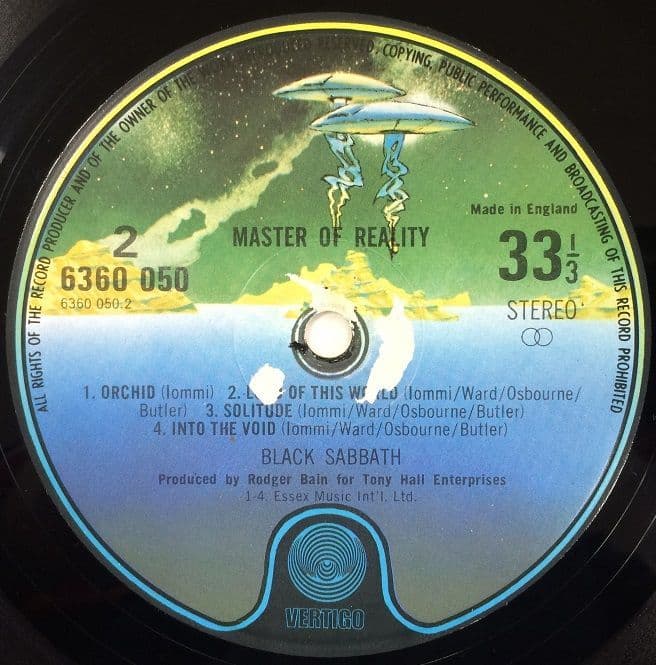 ALL RIGHTS OF THE RECORD PRODUCER AND OF THE OWNER OF THE WORK RESERVED, COPYING, PUBLIC PERFORMANCE AND BROADCASTING OF THIS RECORD PROHIBITED
Made in England
2
MASTER OF REALITY
33⅓
6360 050
6360 050.2
STEREO
1. ORCHID (Iommi) 2. OF THIS WORLD (Iommi/Ward/Osbourne/
Butler) 3. SOLITUDE (Iommi/Ward/Osbourne/Butler)
4. INTO THE VOID (Iommi/Ward/Osbourne/Butler)
BLACK SABBATH
Produced by Rodger Bain for Tony Hall Enterprises
1-4. Essex Music Int'l. Ltd.
VERTIGO